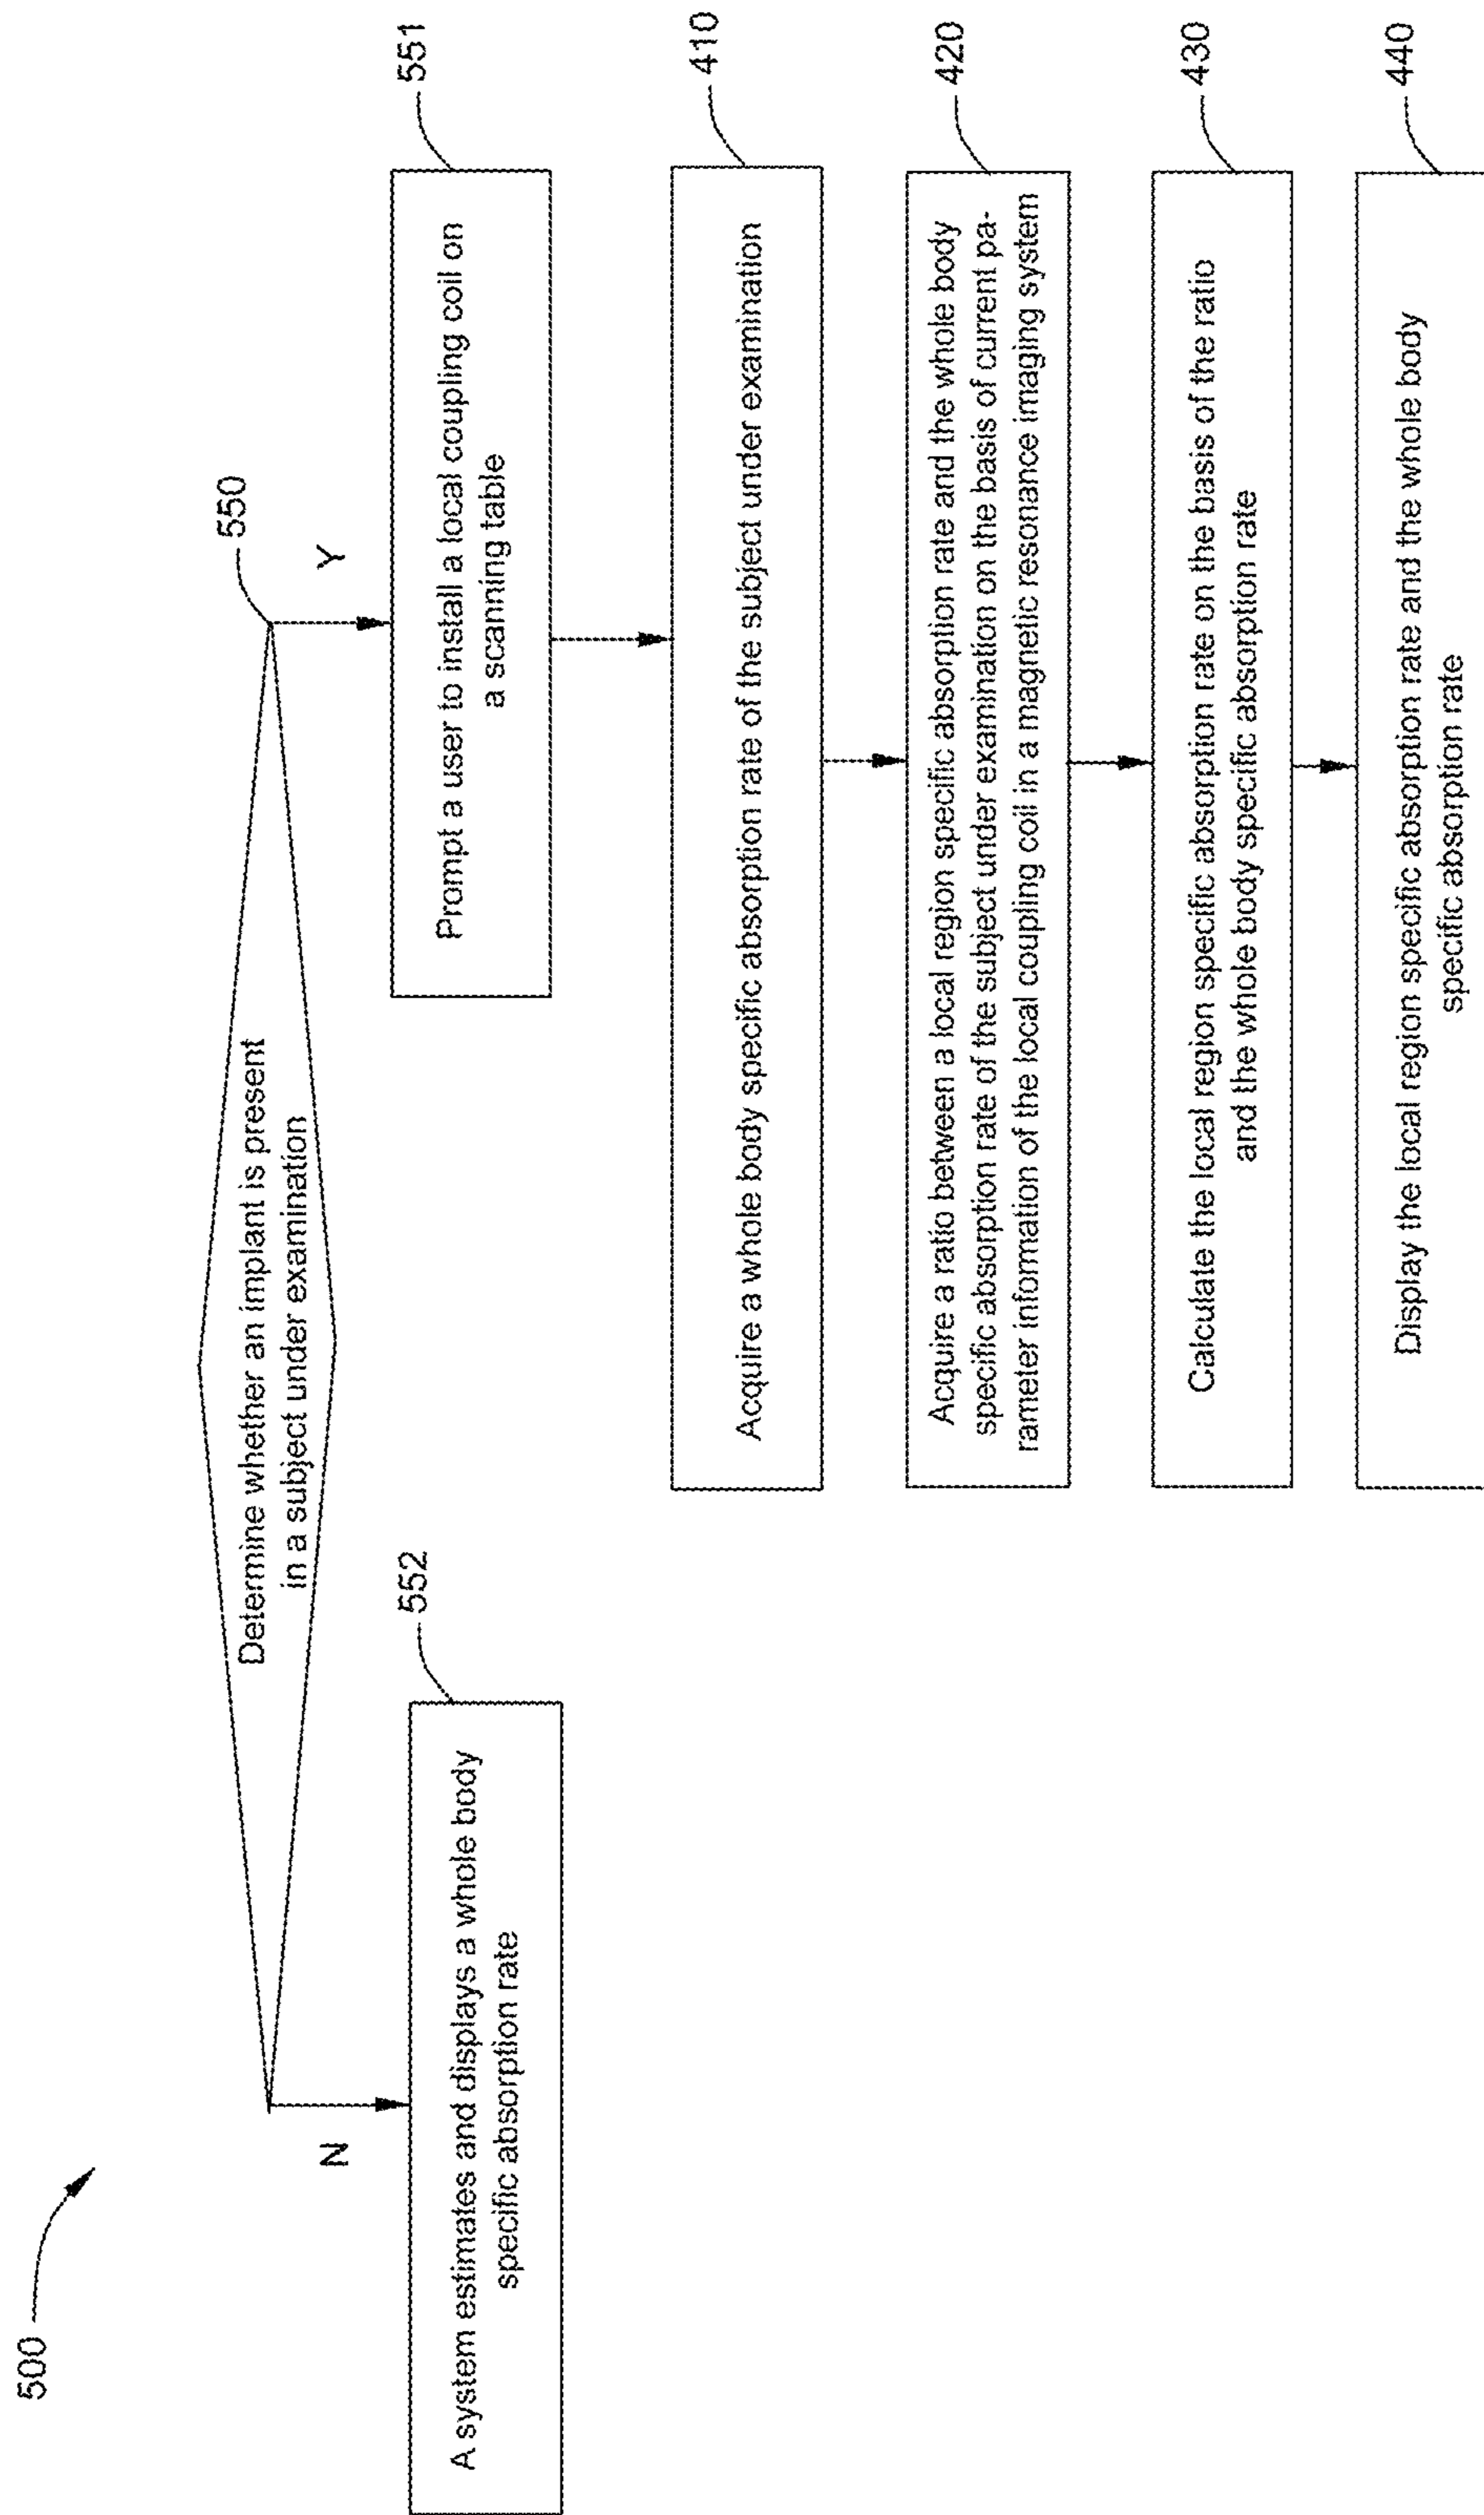 500
550
Determine whether an implant is present
in a subject under examination
N
Y
552
A system estimates and displays a whole body
specific absorption rate
551
Prompt a user to install a local coupling coil on
a scanning table
410
Acquire a whole body specific absorption rate of the subject under examination
420
Acquire a ratio between a local region specific absorption rate and the whole body
specific absorption rate of the subject under examination on the basis of current pa-
rameter information of the local coupling coil in a magnetic resonance imaging system
430
Calculate the local region specific absorption rate on the basis of the ratio
and the whole body specific absorption rate
440
Display the local region specific absorption rate and the whole body
specific absorption rate